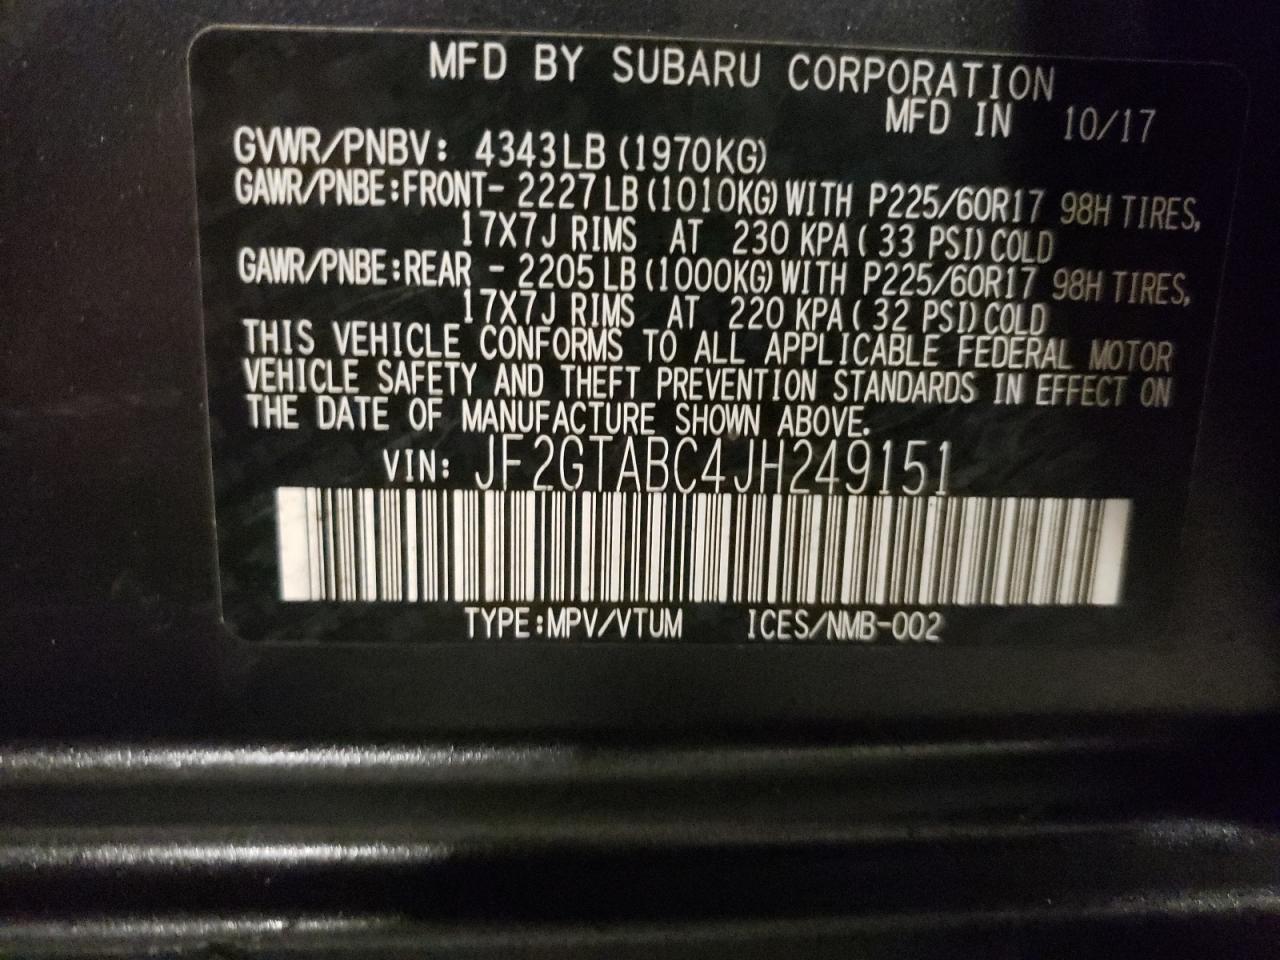 MFD BY SUBARU CORPORATION
MFD IN 10/17
GVWR/PNBV: 4343LB (1970KG)
GAWR/PNBE:FRONT- 2227LB(1010KG)WITH P225/60R17 98H TIRES,
17X7J RIMS AT 230 KPA( 33 PSI)COLD
GAWR/PNBE:REAR - 2205LB(1000KG)WITH P225/60R17 98H TIRES,
17X7J RIMS AT 220 KPA( 32 PSI)COLD
THIS VEHICLE CONFORMS TO ALL APPLICABLE FEDERAL MOTOR
VEHICLE SAFETY AND THEFT PREVENTION STANDARDS IN EFFECT ON
THE DATE OF MANUFACTURE SHOWN ABOVE.
VIN: JF2GTABC4JH249151
TYPE:MPV/VTUM ICES/NMB-002